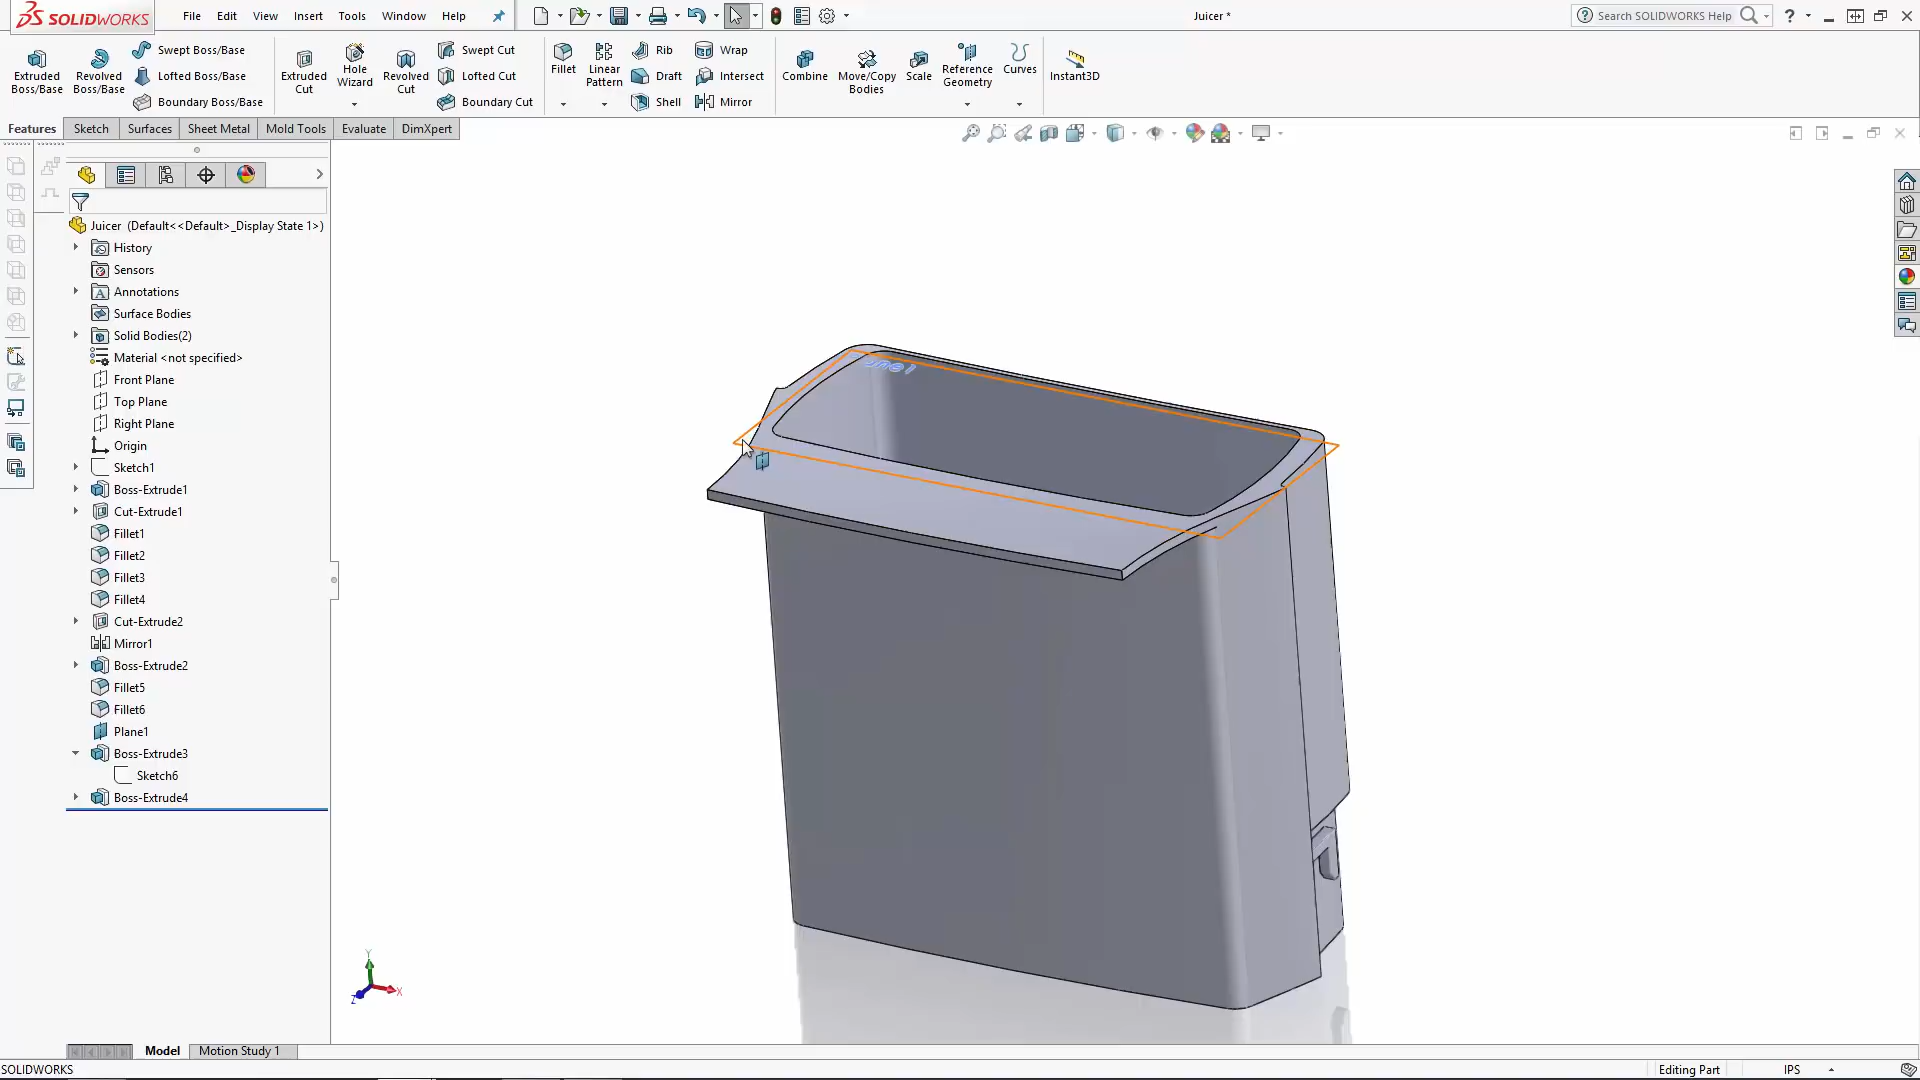 SOLIDWORKS
File Edit View Insert Tools Window Help
Juicer *
Search SOLIDWORKS Help
Extruded Boss/Base
Revolved Boss/Base
Swept Boss/Base
Lofted Boss/Base
Boundary Boss/Base
Extruded Cut
Hole Wizard
Revolved Cut
Swept Cut
Lofted Cut
Boundary Cut
Fillet
Linear Pattern
Rib
Draft
Shell
Wrap
Intersect
Mirror
Combine
Move/Copy Bodies
Scale
Reference Geometry
Curves
Instant3D
Features Sketch Surfaces Sheet Metal Mold Tools Evaluate DimXpert
Juicer (Default<<Default>_Display State 1>)
History
Sensors
Annotations
Surface Bodies
Solid Bodies(2)
Material <not specified>
Front Plane
Top Plane
Right Plane
Origin
Sketch1
Boss-Extrude1
Cut-Extrude1
Fillet1
Fillet2
Fillet3
Fillet4
Cut-Extrude2
Mirror1
Boss-Extrude2
Fillet5
Fillet6
Plane1
Boss-Extrude3
Sketch6
Boss-Extrude4
Y
X
Z
Model Motion Study 1
SOLIDWORKS
Editing Part
IPS